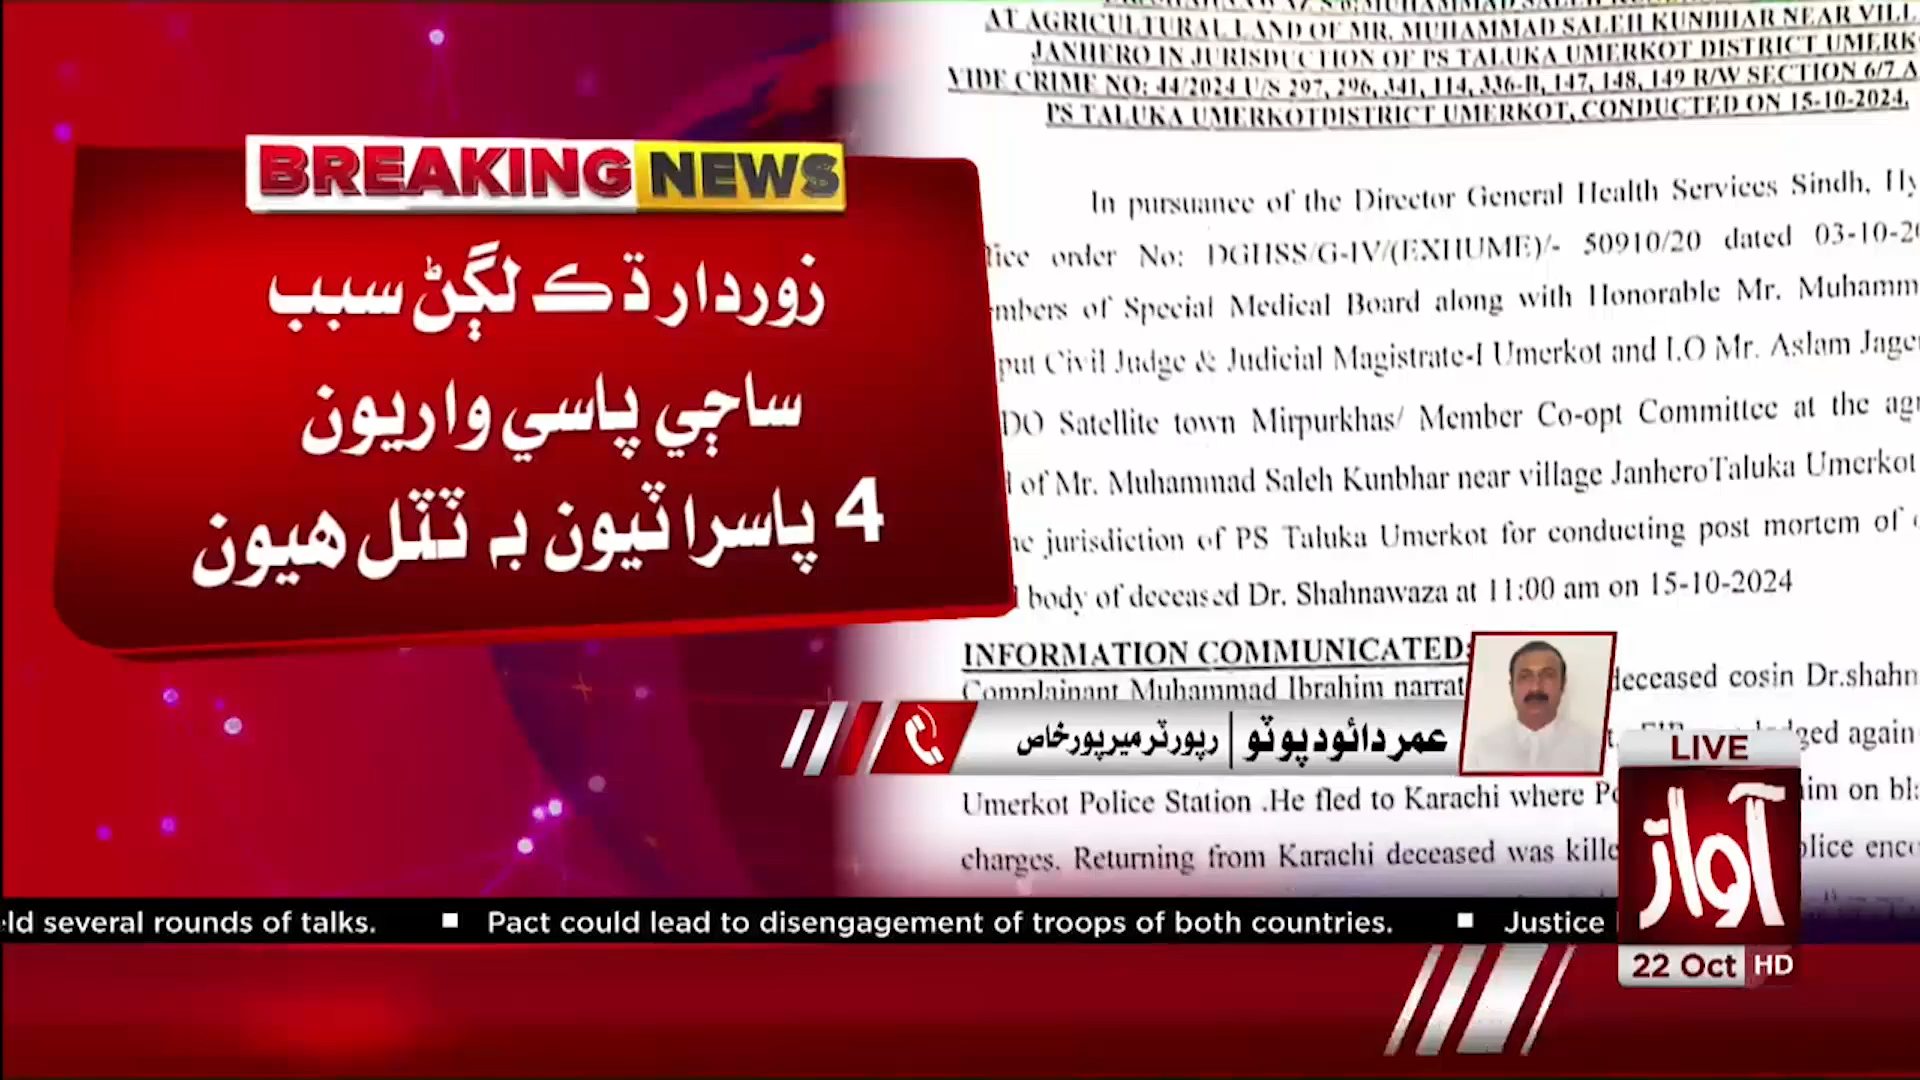 BREAKING NEWS
زوردار ڌڪ لڳڻ سبب
ساڄي پاسي واريون
4 پاسراٽيون بہ ٽٽل هيون
AT AGRICULTURAL LAND OF MR. MUHAMMAD SALEH KUNBHAR NEAR VILL
JANHERO IN JURISDUCTION OF PS TALUKA UMERKOT DISTRICT UMERK
VIDE CRIME NO: 44/2024 U/S 297, 296, 341, 114, 336-B, 147, 148, 149 R/W SECTION 6/7 A
PS TALUKA UMERKOTDISTRICT UMERKOT, CONDUCTED ON 15-10-2024.
In pursuance of the Director General Health Services Sindh, Hy
fice order No: DGHSS/G-IV/(EXHUME)/- 50910/20 dated 03-10-20
mbers of Special Medical Board along with Honorable Mr. Muhamm
put Civil Judge & Judicial Magistrate-I Umerkot and I.O Mr. Aslam Jage
DO Satellite town Mirpurkhas/ Member Co-opt Committee at the agr
of Mr. Muhammad Saleh Kunbhar near village JanheroTaluka Umerkot
jurisdiction of PS Taluka Umerkot for conducting post mortem of
body of deceased Dr. Shahnawaza at 11:00 am on 15-10-2024
INFORMATION COMMUNICATED:
Complainant Muhammad Ibrahim narrat deceased cosin Dr.shahn
ged again
Umerkot Police Station .He fled to Karachi where Po him on bla
charges. Returning from Karachi deceased was kille olice enco
عمر دائودپوٽو | رپورٽر ميرپورخاص
LIVE
آواز
22 Oct HD
eld several rounds of talks. ■ Pact could lead to disengagement of troops of both countries. ■ Justice